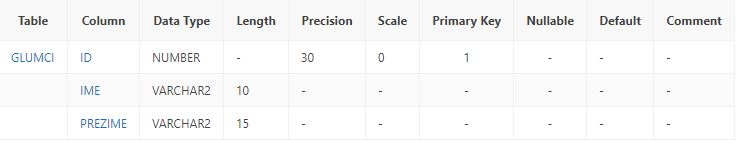 Table Column Data Type Length Precision Scale Primary Key Nullable Default Comment
GLUMCI ID NUMBER - 30 0 1 - - -
IME VARCHAR2 10 - - - - - -
PREZIME VARCHAR2 15 - - - - - -